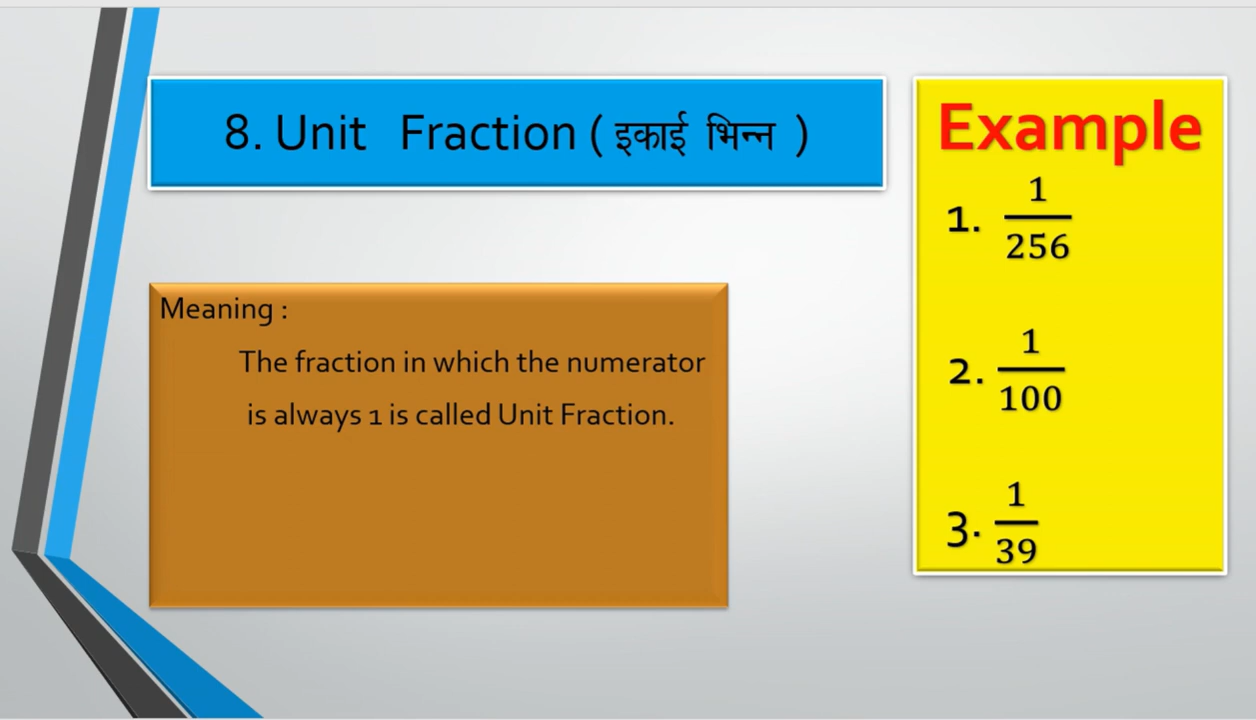 8. Unit Fraction ( इकाई भिन्न )
Meaning :
The fraction in which the numerator
is always 1 is called Unit Fraction.
Example
1. 1/256
2. 1/100
3. 1/39